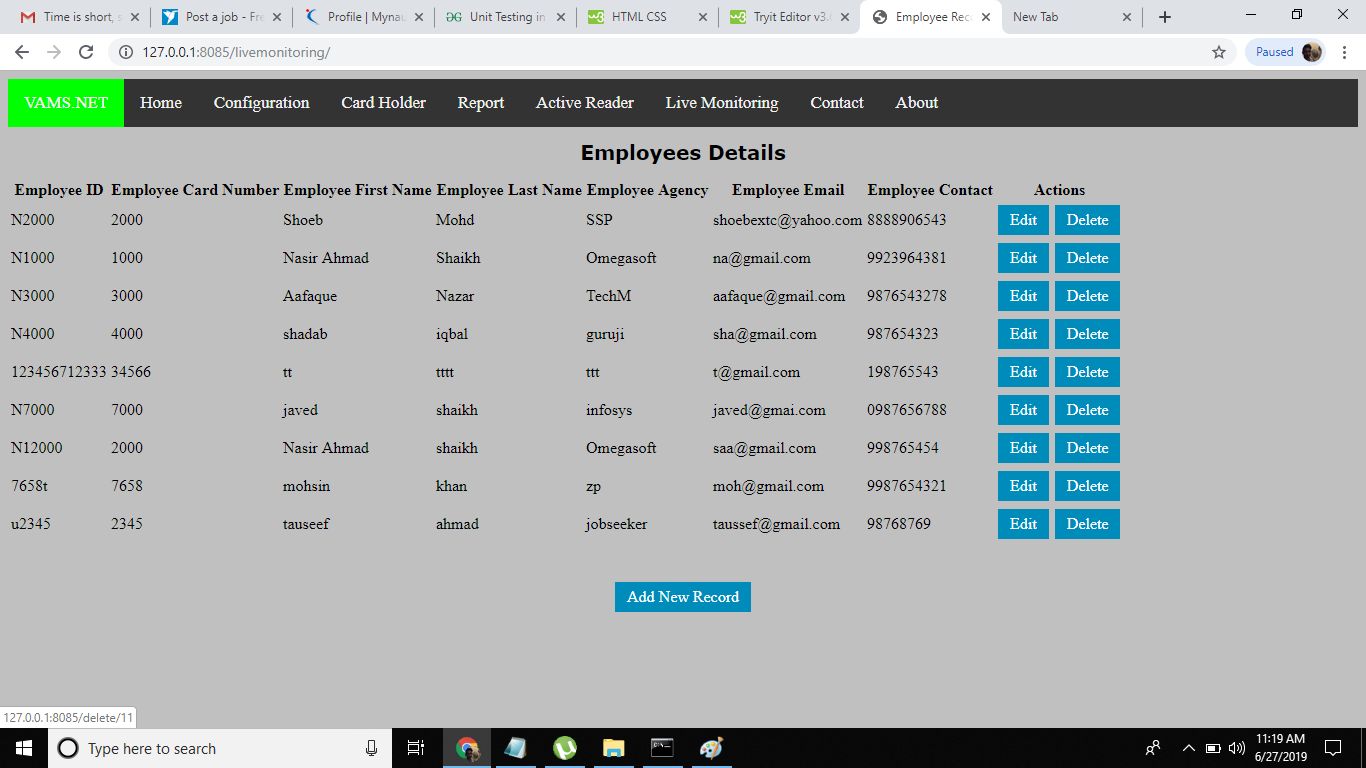 Time is short, s
Post a job - Fre
Profile | Mynau
Unit Testing in
HTML CSS
Tryit Editor v3.
Employee Rec
New Tab
127.0.0.1:8085/livemonitoring/
Paused
VAMS.NET Home Configuration Card Holder Report Active Reader Live Monitoring Contact About
Employees Details
Employee ID Employee Card Number Employee First Name Employee Last Name Employee Agency Employee Email Employee Contact Actions
N2000 2000 Shoeb Mohd SSP shoebextc@yahoo.com 8888906543 Edit Delete
N1000 1000 Nasir Ahmad Shaikh Omegasoft na@gmail.com 9923964381 Edit Delete
N3000 3000 Aafaque Nazar TechM aafaque@gmail.com 9876543278 Edit Delete
N4000 4000 shadab iqbal guruji sha@gmail.com 987654323 Edit Delete
123456712333 34566 tt tttt ttt t@gmail.com 198765543 Edit Delete
N7000 7000 javed shaikh infosys javed@gmai.com 0987656788 Edit Delete
N12000 2000 Nasir Ahmad shaikh Omegasoft saa@gmail.com 998765454 Edit Delete
7658t 7658 mohsin khan zp moh@gmail.com 9987654321 Edit Delete
u2345 2345 tauseef ahmad jobseeker taussef@gmail.com 98768769 Edit Delete
Add New Record
127.0.0.1:8085/delete/11
Type here to search
11:19 AM
6/27/2019